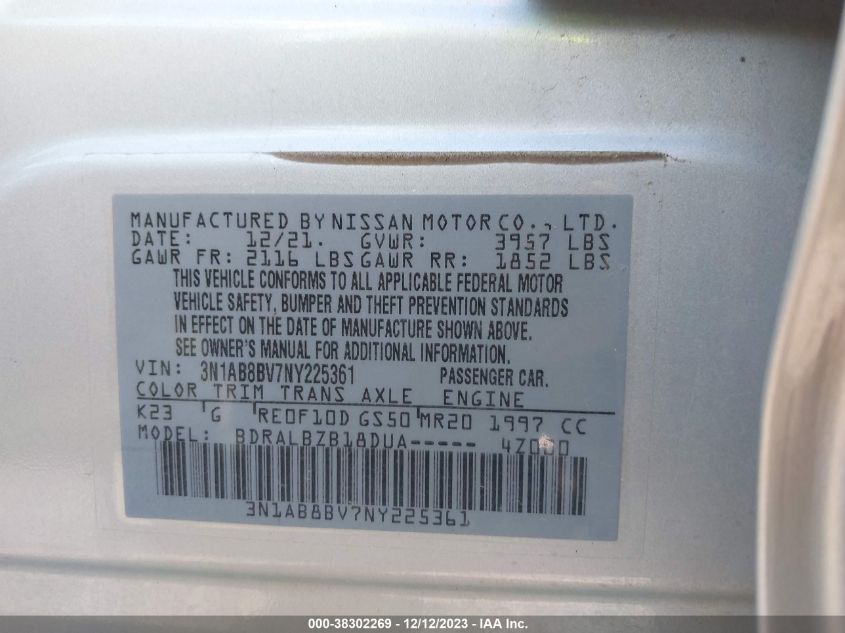 MANUFACTURED BY NISSAN MOTOR CO., LTD.
DATE: 12/21. GVWR: 3957 LBS
GAWR FR: 2116 LBS GAWR RR: 1852 LBS
THIS VEHICLE CONFORMS TO ALL APPLICABLE FEDERAL MOTOR
VEHICLE SAFETY, BUMPER AND THEFT PREVENTION STANDARDS
IN EFFECT ON THE DATE OF MANUFACTURE SHOWN ABOVE.
SEE OWNER'S MANUAL FOR ADDITIONAL INFORMATION.
VIN: 3N1AB8BV7NY225361 PASSENGER CAR.
COLOR TRIM TRANS AXLE ENGINE
K23 G RE0F10D GS50 MR20 1997 CC
MODEL: BDRALBZB18DUA-----
3N1AB8BV7NY225361
000-38302269 - 12/12/2023 - IAA Inc.